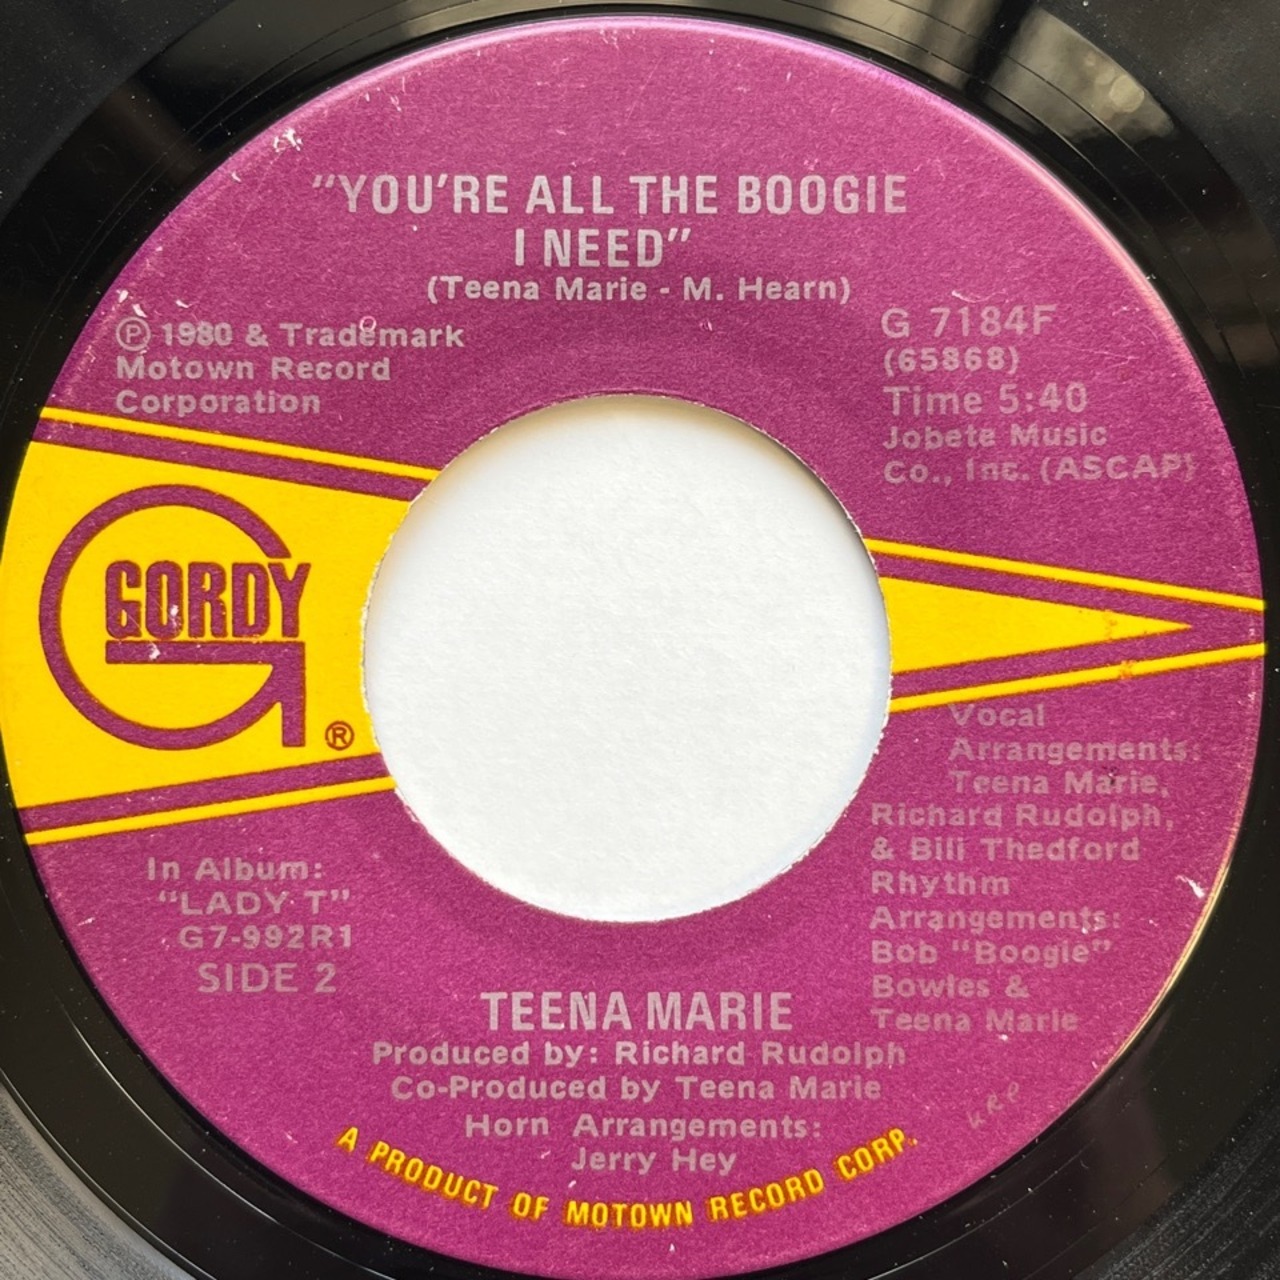 "YOU'RE ALL THE BOOGIE
I NEED"
(Teena Marie - M. Hearn)
Ⓟ 1980 & Trademark
Motown Record
Corporation
G 7184F
(65868)
Time 5:40
Jobete Music
Co., Inc. (ASCAP)
GORDY
®
In Album:
"LADY T"
G7-992R1
SIDE 2
Vocal
Arrangements:
Teena Marie,
Richard Rudolph,
& Bill Thedford
Rhythm
Arrangements:
Bob "Boogie"
Bowles &
Teena Marie
TEENA MARIE
Produced by: Richard Rudolph
Co-Produced by Teena Marie
Horn Arrangements:
Jerry Hey
A PRODUCT OF MOTOWN RECORD CORP.